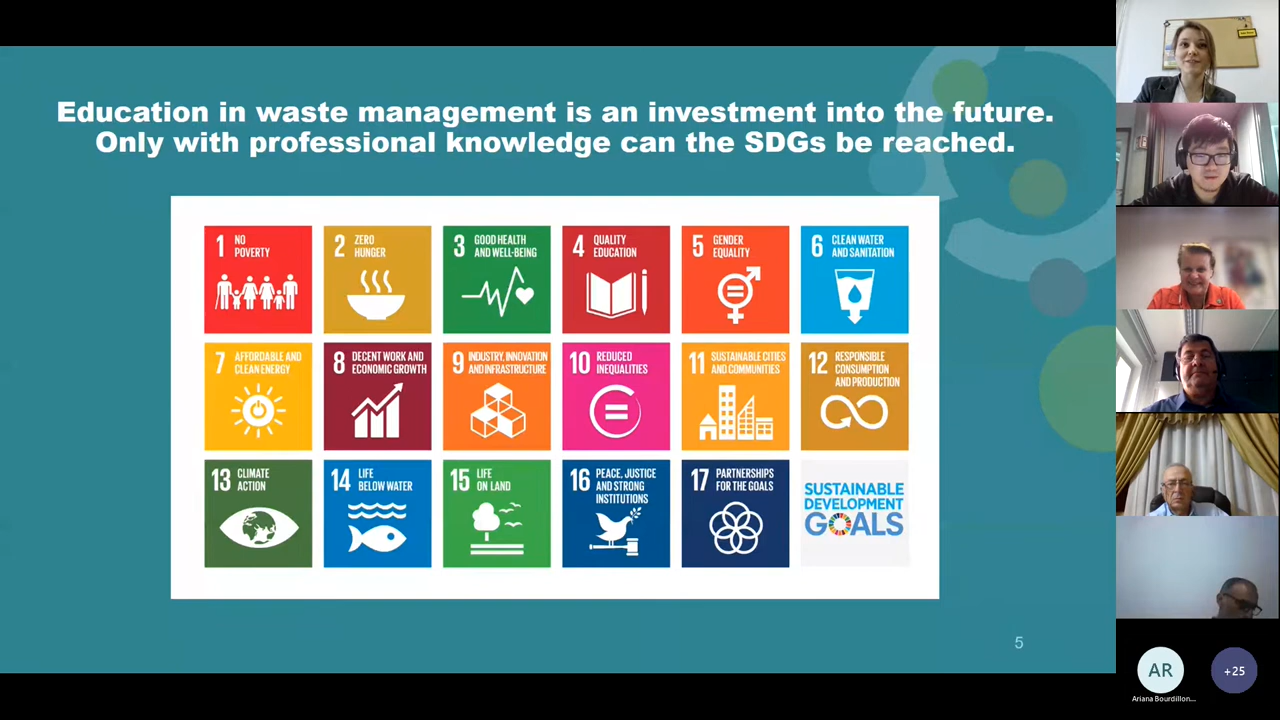 Education in waste management is an investment into the future.
Only with professional knowledge can the SDGs be reached.
1 NO
POVERTY
2 ZERO
HUNGER
3 GOOD HEALTH
AND WELL-BEING
4 QUALITY
EDUCATION
5 GENDER
EQUALITY
6 CLEAN WATER
AND SANITATION
7 AFFORDABLE AND
CLEAN ENERGY
8 DECENT WORK AND
ECONOMIC GROWTH
9 INDUSTRY, INNOVATION
AND INFRASTRUCTURE
10 REDUCED
INEQUALITIES
11 SUSTAINABLE CITIES
AND COMMUNITIES
12 RESPONSIBLE
CONSUMPTION
AND PRODUCTION
13 CLIMATE
ACTION
14 LIFE
BELOW WATER
15 LIFE
ON LAND
16 PEACE, JUSTICE
AND STRONG
INSTITUTIONS
17 PARTNERSHIPS
FOR THE GOALS
SUSTAINABLE
DEVELOPMENT
GOALS
5
AR
Ariana Bourdillon...
+25